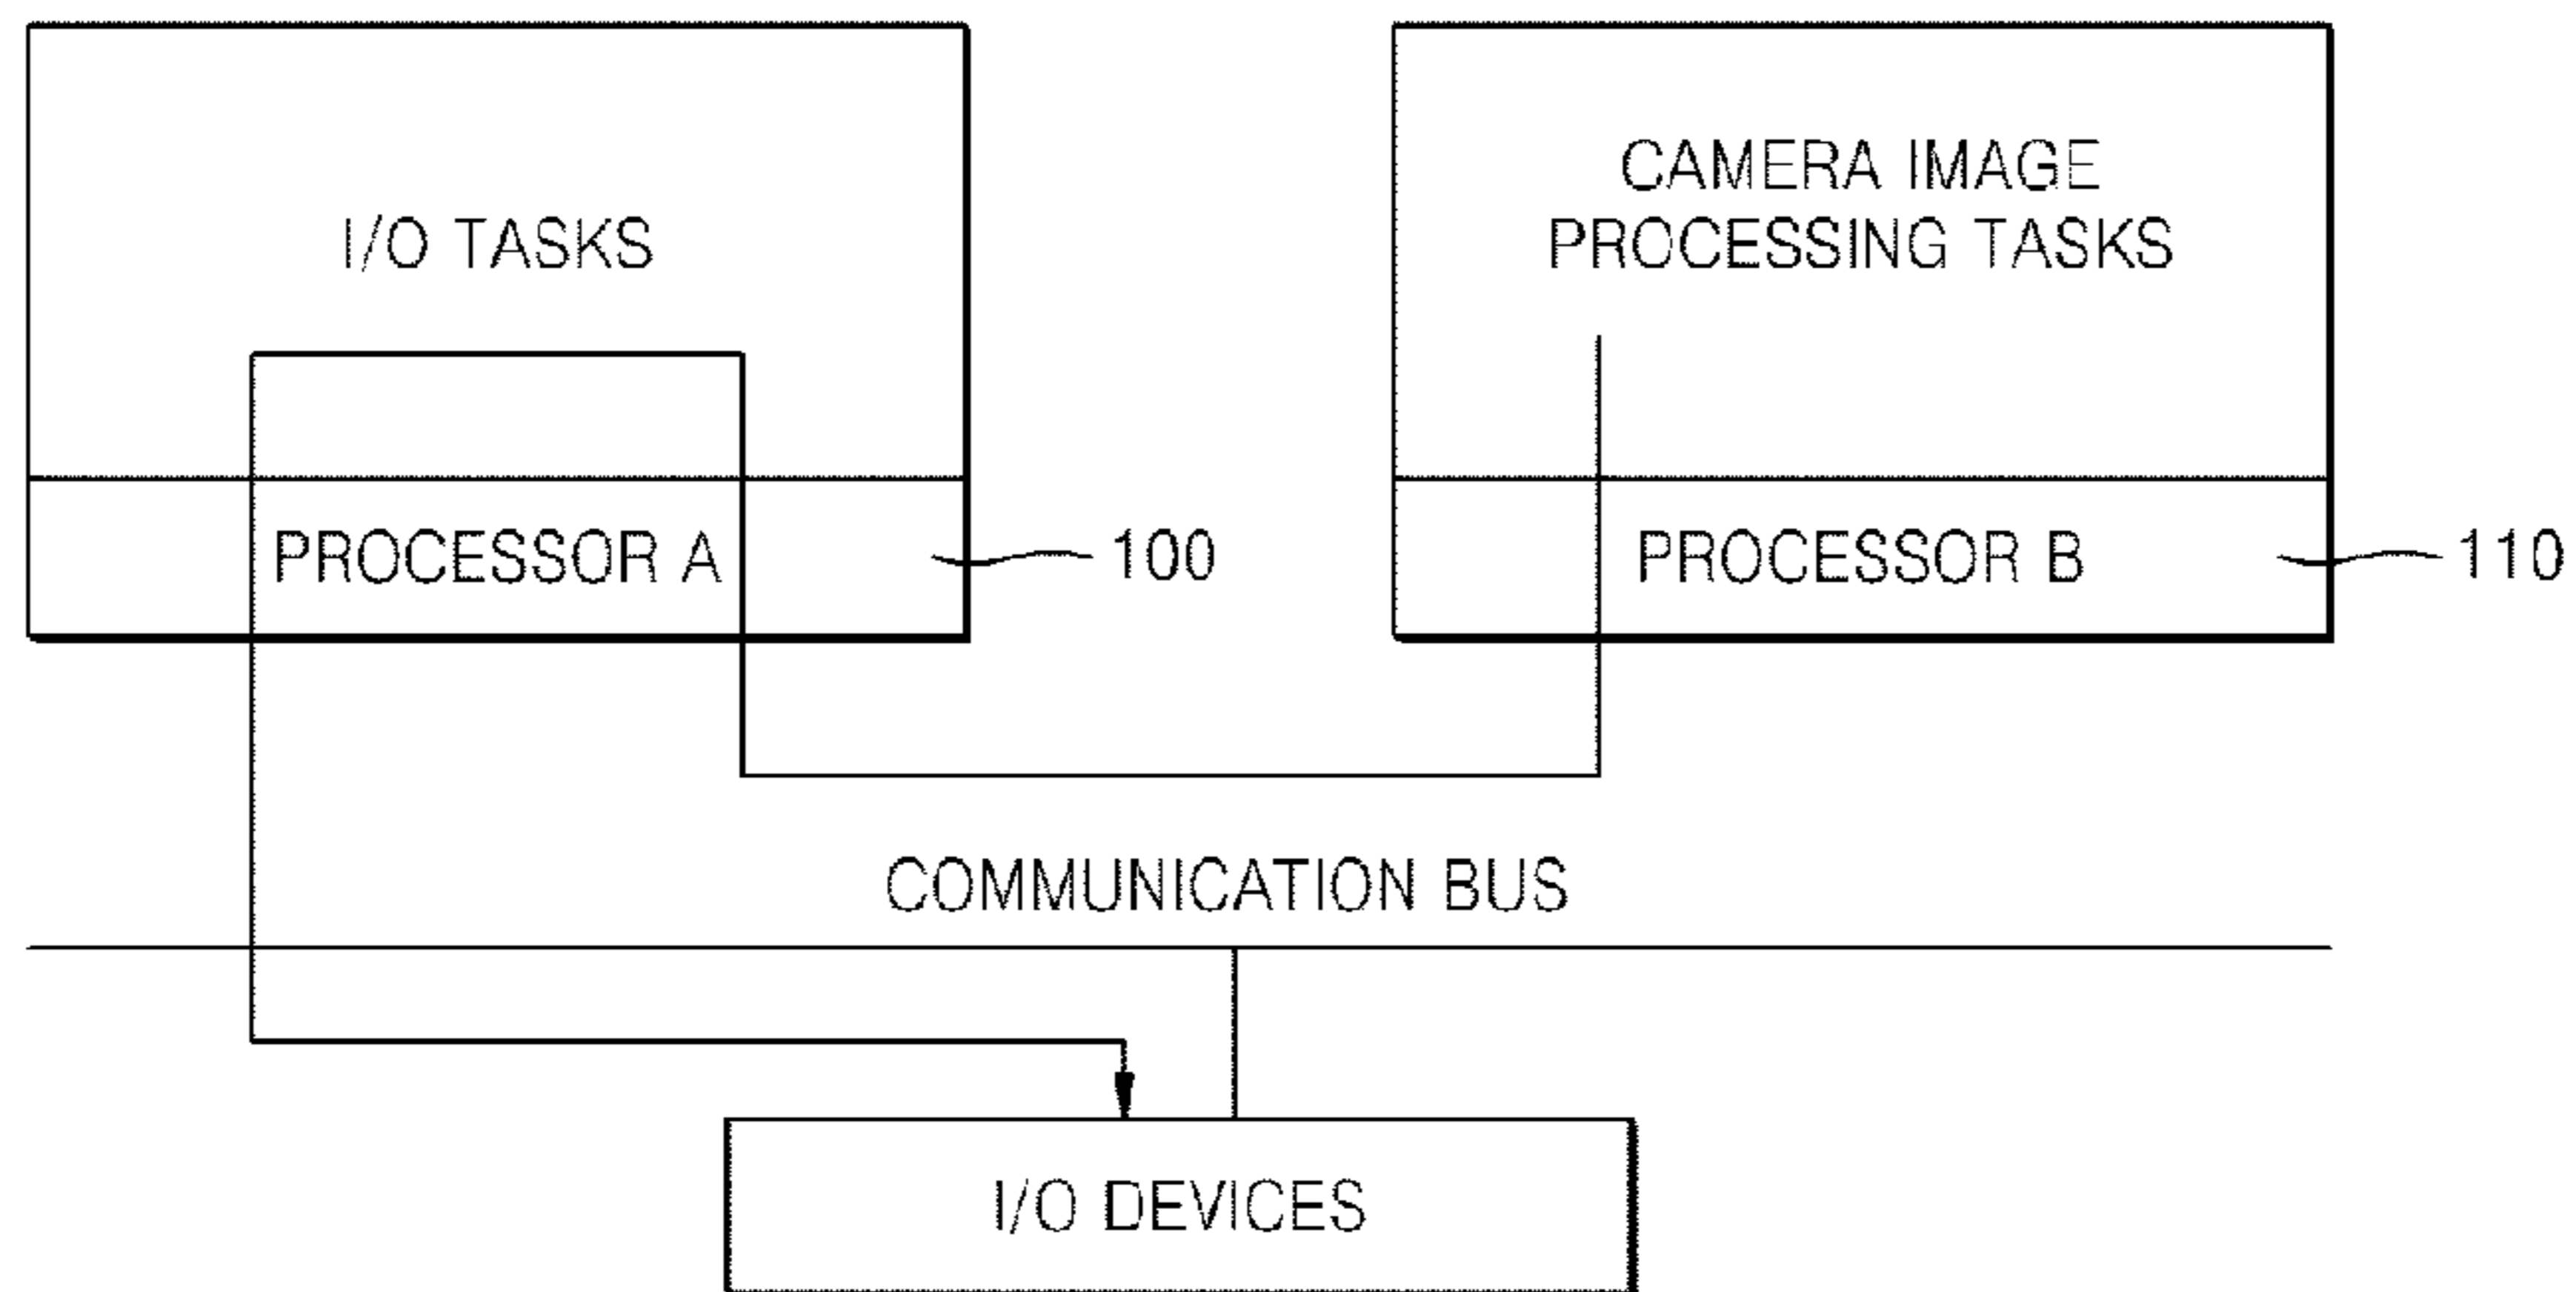 I/O TASKS
CAMERA IMAGE
PROCESSING TASKS
PROCESSOR A
100
PROCESSOR B
110
COMMUNICATION BUS
I/O DEVICES